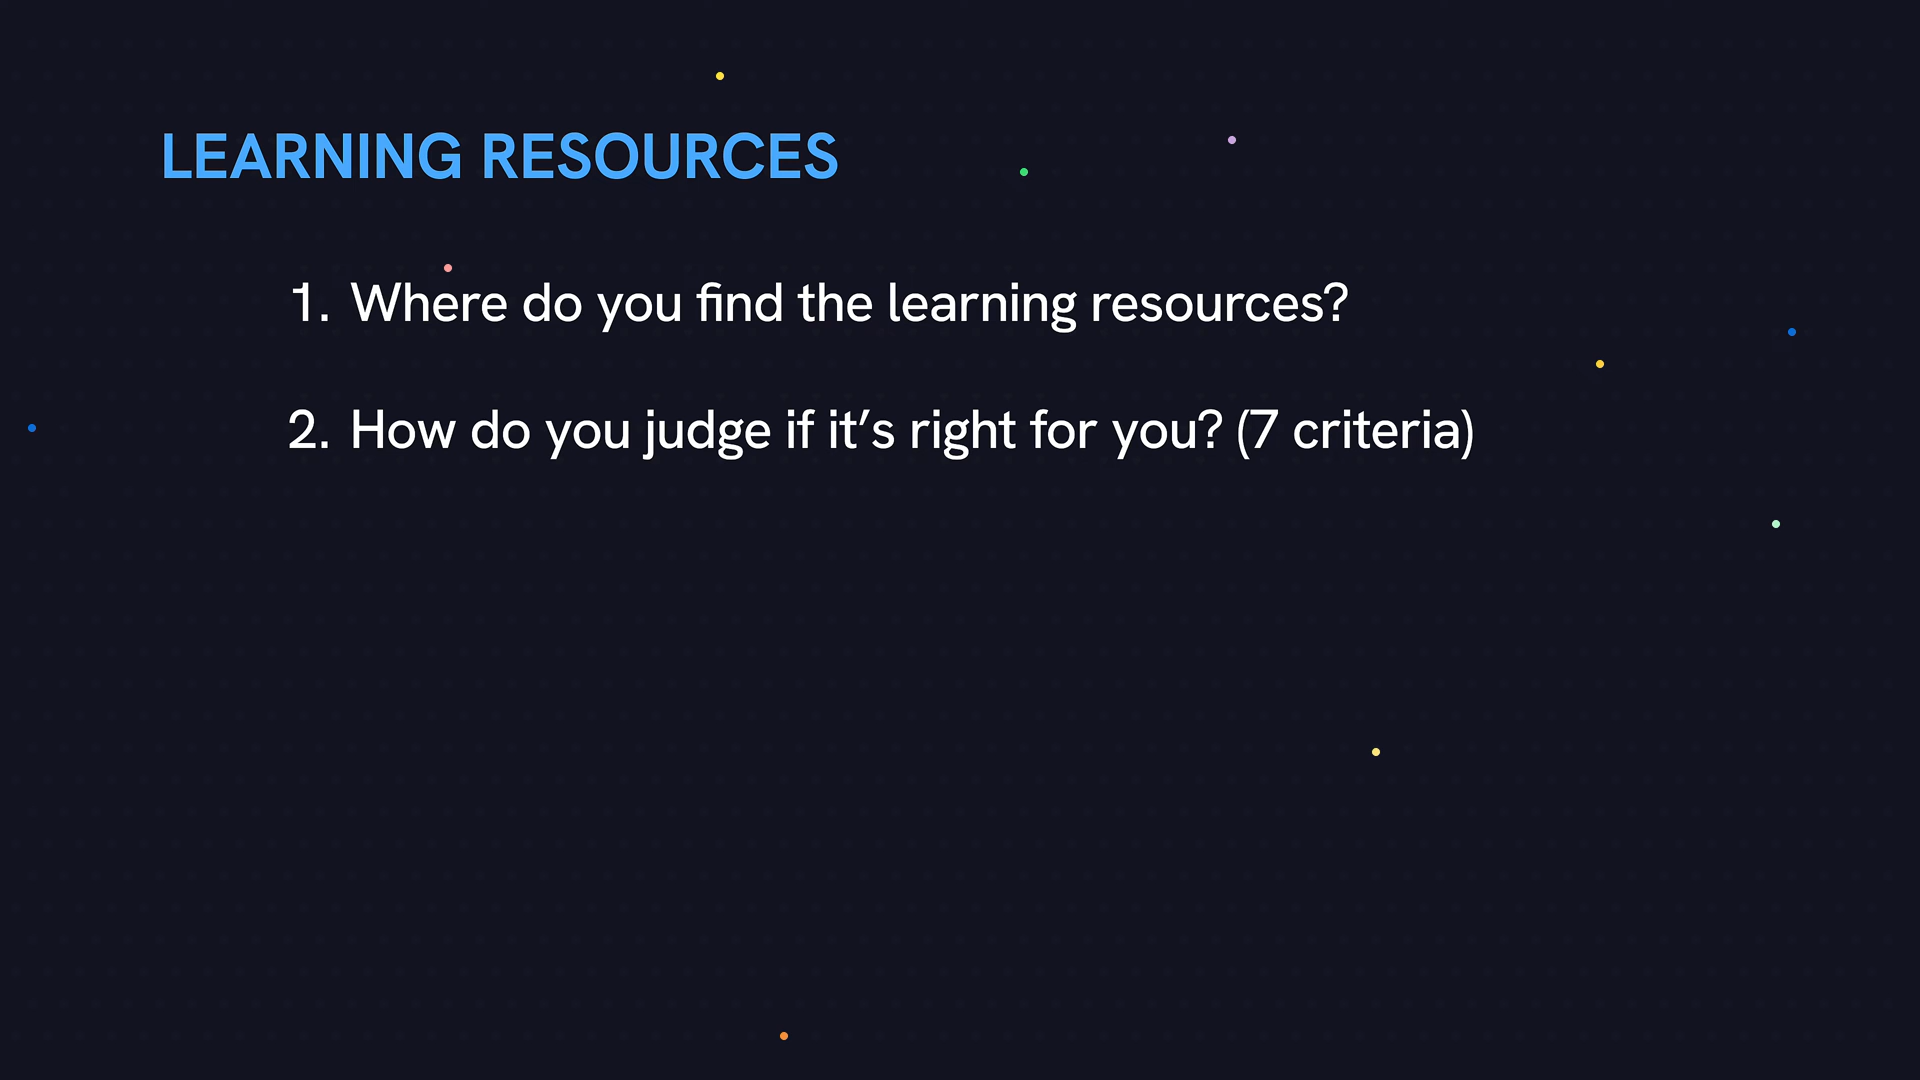 LEARNING RESOURCES
1. Where do you find the learning resources?
2. How do you judge if it’s right for you? (7 criteria)